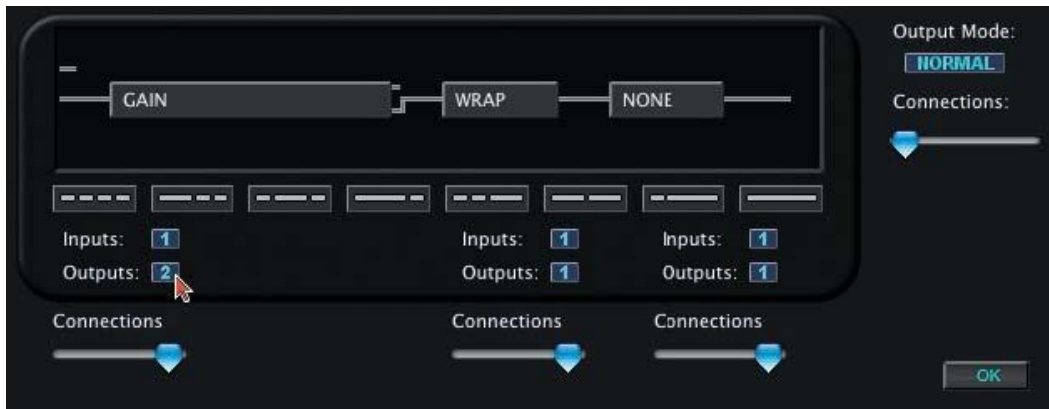 Output Mode:
NORMAL
GAIN WRAP NONE
Connections:
Inputs: 1 Inputs: 1 Inputs: 1
Outputs: 2 Outputs: 1 Outputs: 1
Connections Connections Connections
OK